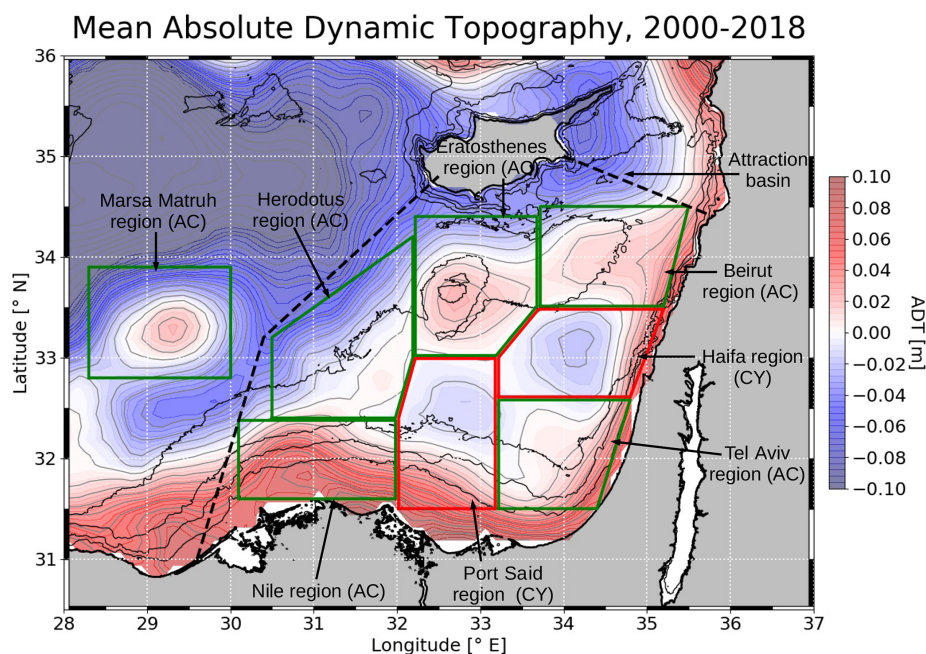 Mean Absolute Dynamic Topography, 2000-2018
36
35
34
33
32
31
Latitude [° N]
28
29
30
31
32
33
34
35
36
37
Longitude [° E]
Marsa Matruh
region (AC)
Herodotus
region (AC)
Eratosthenes
region (AC)
Attraction
basin
Beirut
region (AC)
Haifa region
(CY)
Tel Aviv
region (AC)
Nile region (AC)
Port Said
region (CY)
0.10
0.08
0.06
0.04
0.02
0.00
−0.02
−0.04
−0.06
−0.08
−0.10
ADT [m]